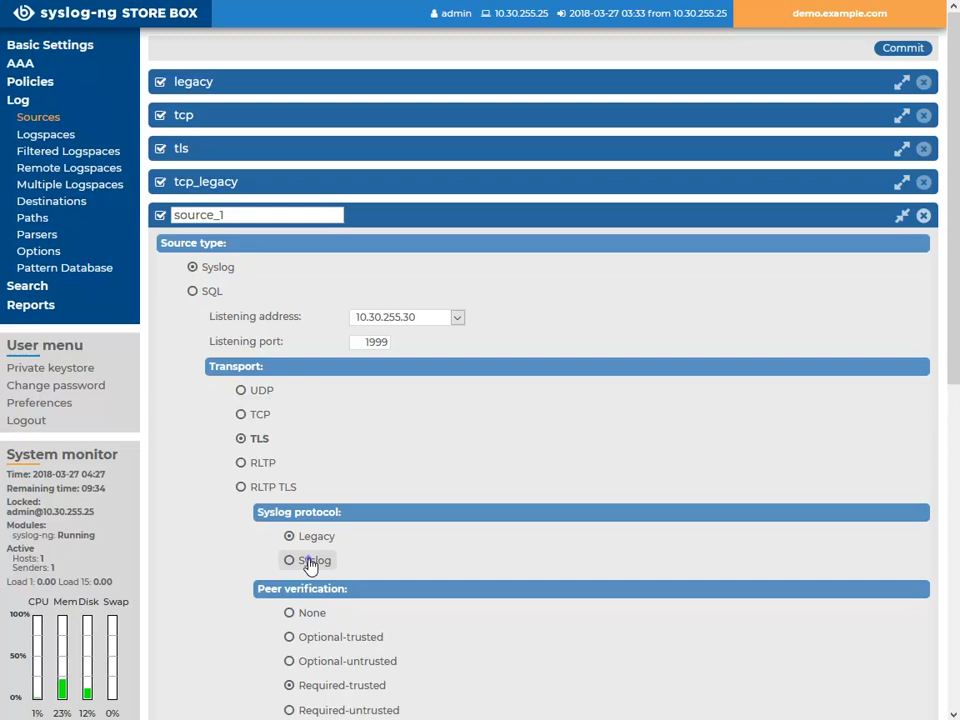 syslog-ng STORE BOX
admin
10.30.255.25
2018-03-27 03:33 from 10.30.255.25
demo.example.com
Basic Settings
AAA
Policies
Log
Sources
Logspaces
Filtered Logspaces
Remote Logspaces
Multiple Logspaces
Destinations
Paths
Parsers
Options
Pattern Database
Search
Reports
User menu
Private keystore
Change password
Preferences
Logout
System monitor
Time: 2018-03-27 04:27
Remaining time: 09:34
Locked:
admin@10.30.255.25
Modules:
syslog-ng: Running
Active
Hosts: 1
Senders: 1
Load 1: 0.00 Load 15: 0.00
CPU Mem Disk Swap
100%
50%
0%
1% 23% 12% 0%
Commit
legacy
tcp
tls
tcp_legacy
source_1
Source type:
Syslog
SQL
Listening address: 10.30.255.30
Listening port: 1999
Transport:
UDP
TCP
TLS
RLTP
RLTP TLS
Syslog protocol:
Legacy
Syslog
Peer verification:
None
Optional-trusted
Optional-untrusted
Required-trusted
Required-untrusted